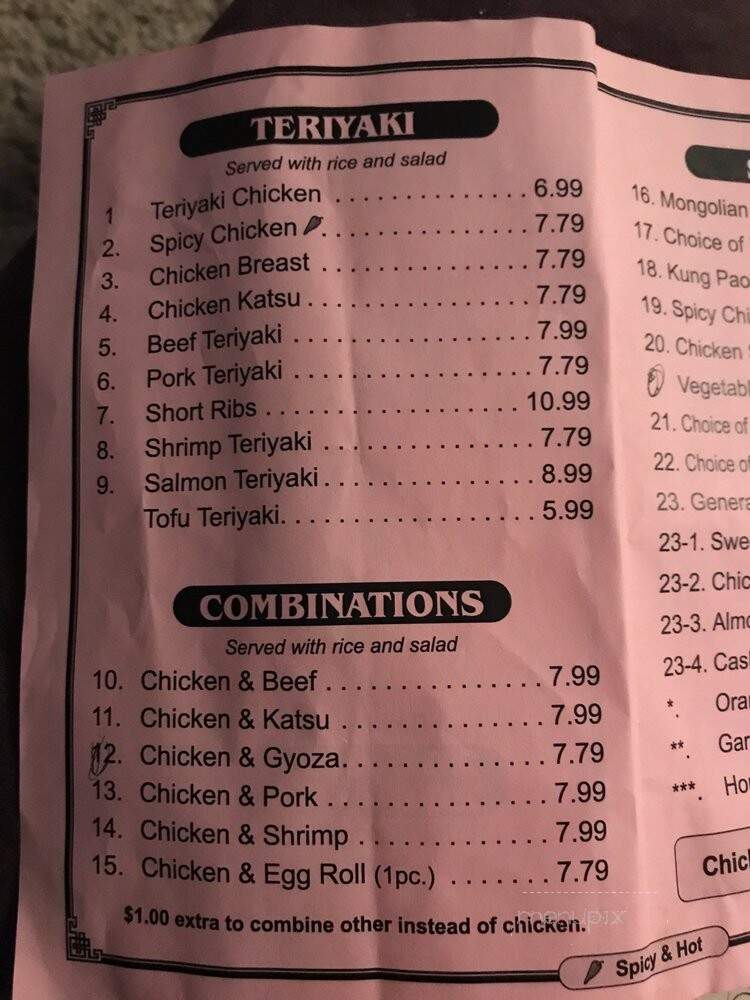 TERIYAKI
Served with rice and salad
1 Teriyaki Chicken . . . . . . . . . . . . . . . 6.99
2. Spicy Chicken . . . . . . . . . . . . . . . . 7.79
3. Chicken Breast . . . . . . . . . . . . . . . . 7.79
4. Chicken Katsu . . . . . . . . . . . . . . . . . 7.79
5. Beef Teriyaki . . . . . . . . . . . . . . . . . . 7.99
6. Pork Teriyaki . . . . . . . . . . . . . . . . . . 7.79
7. Short Ribs . . . . . . . . . . . . . . . . . . . 10.99
8. Shrimp Teriyaki . . . . . . . . . . . . . . . . 7.79
9. Salmon Teriyaki . . . . . . . . . . . . . . . . 8.99
Tofu Teriyaki. . . . . . . . . . . . . . . . . . . 5.99
COMBINATIONS
Served with rice and salad
10. Chicken & Beef . . . . . . . . . . . . . . . . 7.99
11. Chicken & Katsu . . . . . . . . . . . . . . . 7.99
12. Chicken & Gyoza. . . . . . . . . . . . . . . 7.79
13. Chicken & Pork . . . . . . . . . . . . . . . . 7.99
14. Chicken & Shrimp . . . . . . . . . . . . . . 7.99
15. Chicken & Egg Roll (1pc.) . . . . . . . 7.79
$1.00 extra to combine other instead of chicken.
Spicy & Hot
16. Mongolian
17. Choice of
18. Kung Pao
19. Spicy Chi
20. Chicken
Vegetabl
21. Choice of
22. Choice of
23. Genera
23-1. Swe
23-2. Chic
23-3. Almo
23-4. Cas
*. Ora
**. Gar
***. Ho
Chic
menupix